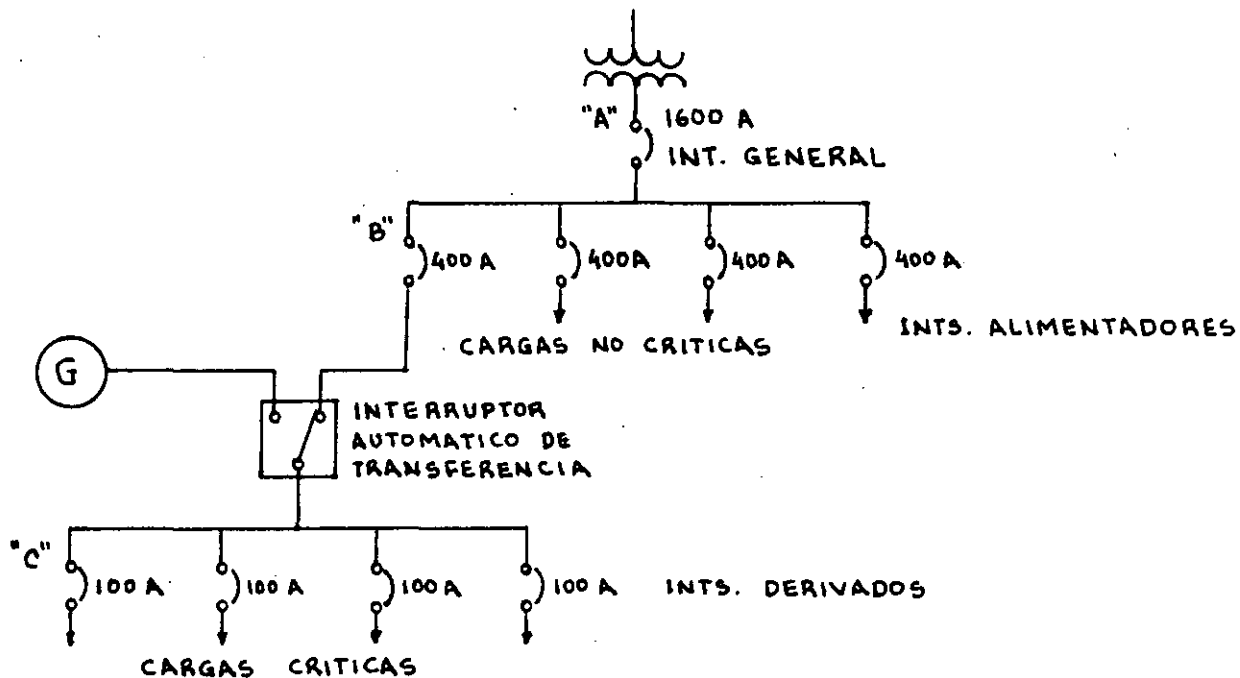 "A" 1600 A
INT. GENERAL
"B"
400 A 400A 400 A 400 A
INTS. ALIMENTADORES
CARGAS NO CRITICAS
G
INTERRUPTOR
AUTOMATICO DE
TRANSFERENCIA
"C"
100 A 100 A 100 A 100 A INTS. DERIVADOS
CARGAS CRITICAS